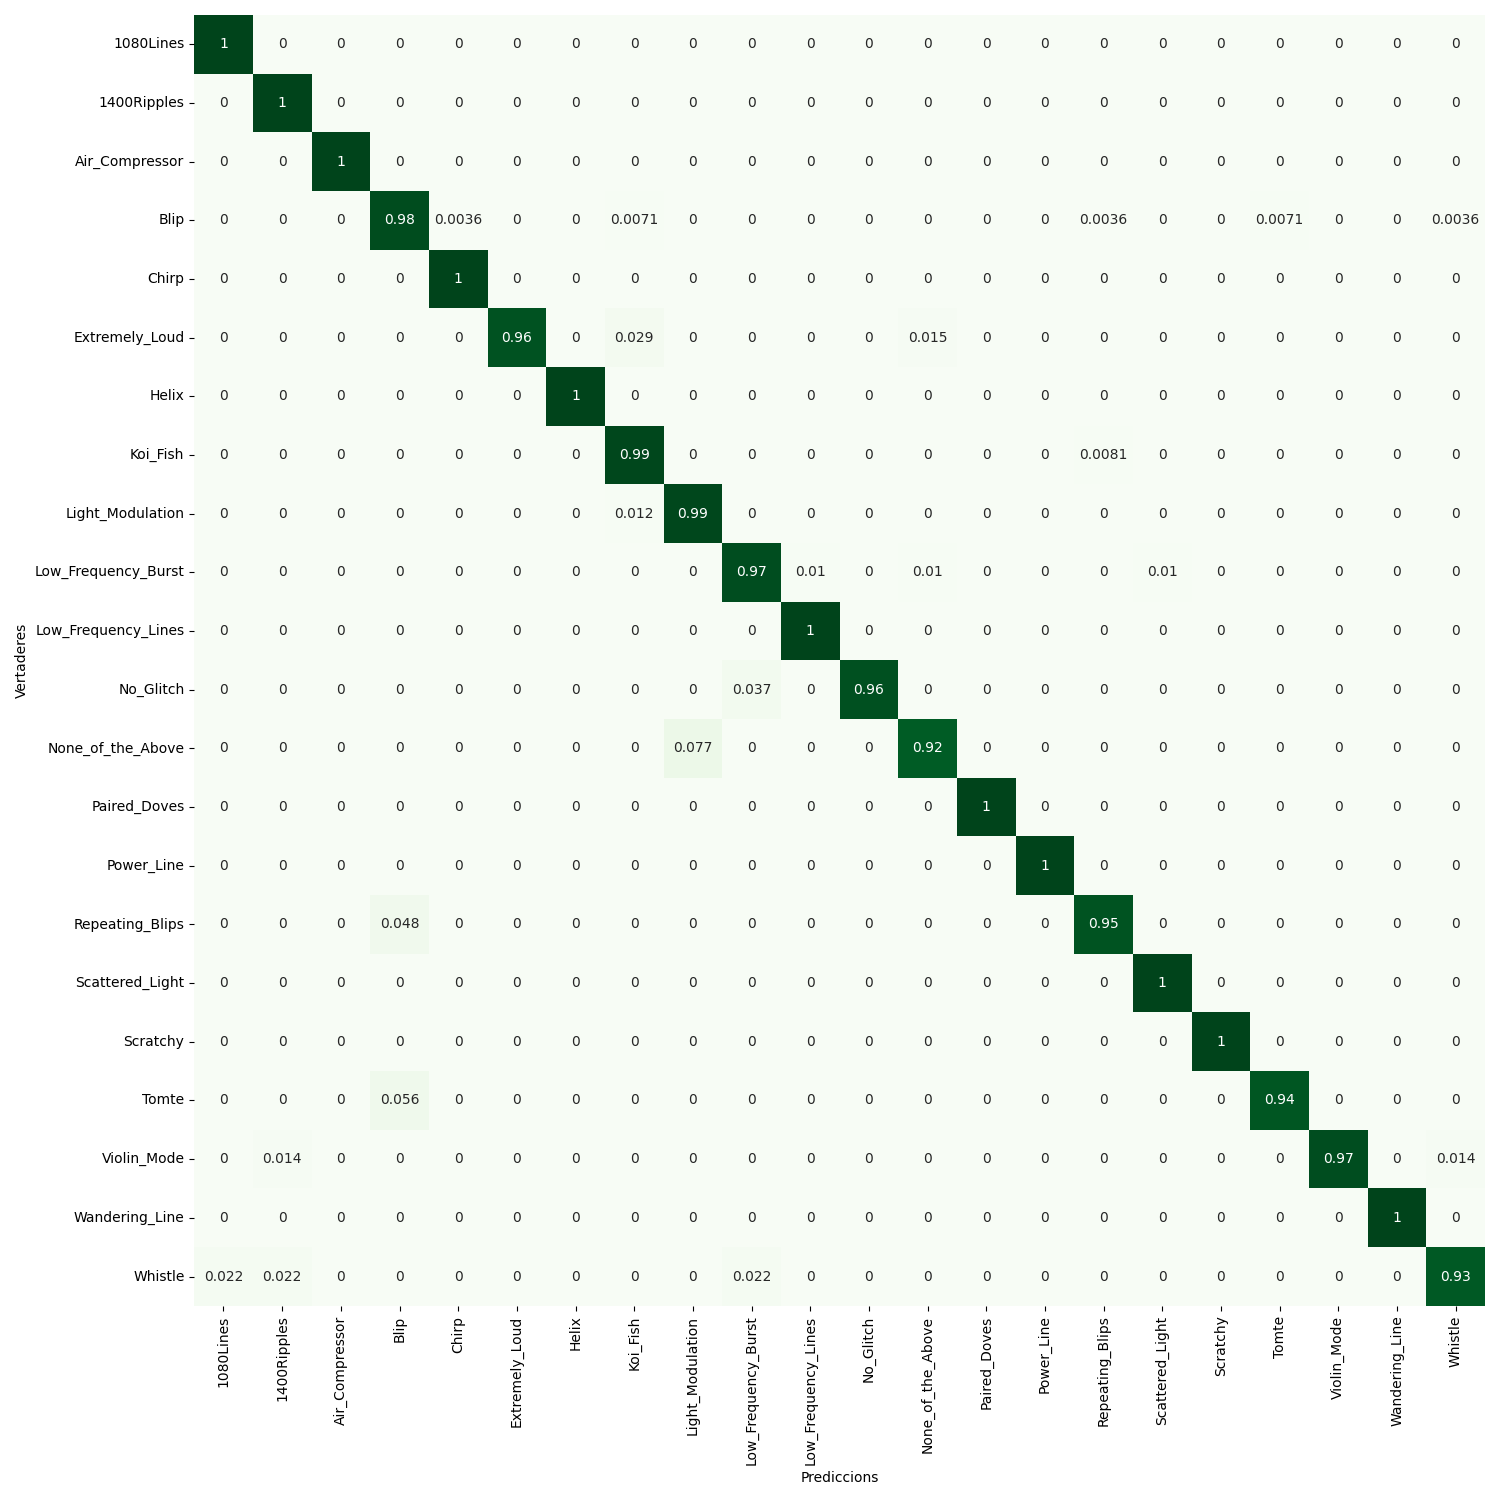 1080Lines 1 0 0 0 0 0 0 0 0 0 0 0 0 0 0 0 0 0 0 0 0 0
1400Ripples 0 1 0 0 0 0 0 0 0 0 0 0 0 0 0 0 0 0 0 0 0 0
Air_Compressor 0 0 1 0 0 0 0 0 0 0 0 0 0 0 0 0 0 0 0 0 0 0
Blip 0 0 0 0.98 0.0036 0 0 0.0071 0 0 0 0 0 0 0 0.0036 0 0 0.0071 0 0 0.0036
Chirp 0 0 0 0 1 0 0 0 0 0 0 0 0 0 0 0 0 0 0 0 0 0
Extremely_Loud 0 0 0 0 0 0.96 0 0.029 0 0 0 0 0.015 0 0 0 0 0 0 0 0 0
Helix 0 0 0 0 0 0 1 0 0 0 0 0 0 0 0 0 0 0 0 0 0 0
Koi_Fish 0 0 0 0 0 0 0 0.99 0 0 0 0 0 0 0 0.0081 0 0 0 0 0 0
Light_Modulation 0 0 0 0 0 0 0 0.012 0.99 0 0 0 0 0 0 0 0 0 0 0 0 0
Low_Frequency_Burst 0 0 0 0 0 0 0 0 0 0.97 0.01 0 0.01 0 0 0 0.01 0 0 0 0 0
Low_Frequency_Lines 0 0 0 0 0 0 0 0 0 0 1 0 0 0 0 0 0 0 0 0 0 0
No_Glitch 0 0 0 0 0 0 0 0 0 0.037 0 0.96 0 0 0 0 0 0 0 0 0 0
None_of_the_Above 0 0 0 0 0 0 0 0 0.077 0 0 0 0.92 0 0 0 0 0 0 0 0 0
Paired_Doves 0 0 0 0 0 0 0 0 0 0 0 0 0 1 0 0 0 0 0 0 0 0
Power_Line 0 0 0 0 0 0 0 0 0 0 0 0 0 0 1 0 0 0 0 0 0 0
Repeating_Blips 0 0 0 0.048 0 0 0 0 0 0 0 0 0 0 0 0.95 0 0 0 0 0 0
Scattered_Light 0 0 0 0 0 0 0 0 0 0 0 0 0 0 0 0 1 0 0 0 0 0
Scratchy 0 0 0 0 0 0 0 0 0 0 0 0 0 0 0 0 0 1 0 0 0 0
Tomte 0 0 0 0.056 0 0 0 0 0 0 0 0 0 0 0 0 0 0 0.94 0 0 0
Violin_Mode 0 0.014 0 0 0 0 0 0 0 0 0 0 0 0 0 0 0 0 0 0.97 0 0.014
Wandering_Line 0 0 0 0 0 0 0 0 0 0 0 0 0 0 0 0 0 0 0 0 1 0
Whistle 0.022 0.022 0 0 0 0 0 0 0 0.022 0 0 0 0 0 0 0 0 0 0 0 0.93
Vertaderes
1080Lines
1400Ripples
Air_Compressor
Blip
Chirp
Extremely_Loud
Helix
Koi_Fish
Light_Modulation
Low_Frequency_Burst
Low_Frequency_Lines
No_Glitch
None_of_the_Above
Paired_Doves
Power_Line
Repeating_Blips
Scattered_Light
Scratchy
Tomte
Violin_Mode
Wandering_Line
Whistle
Prediccions